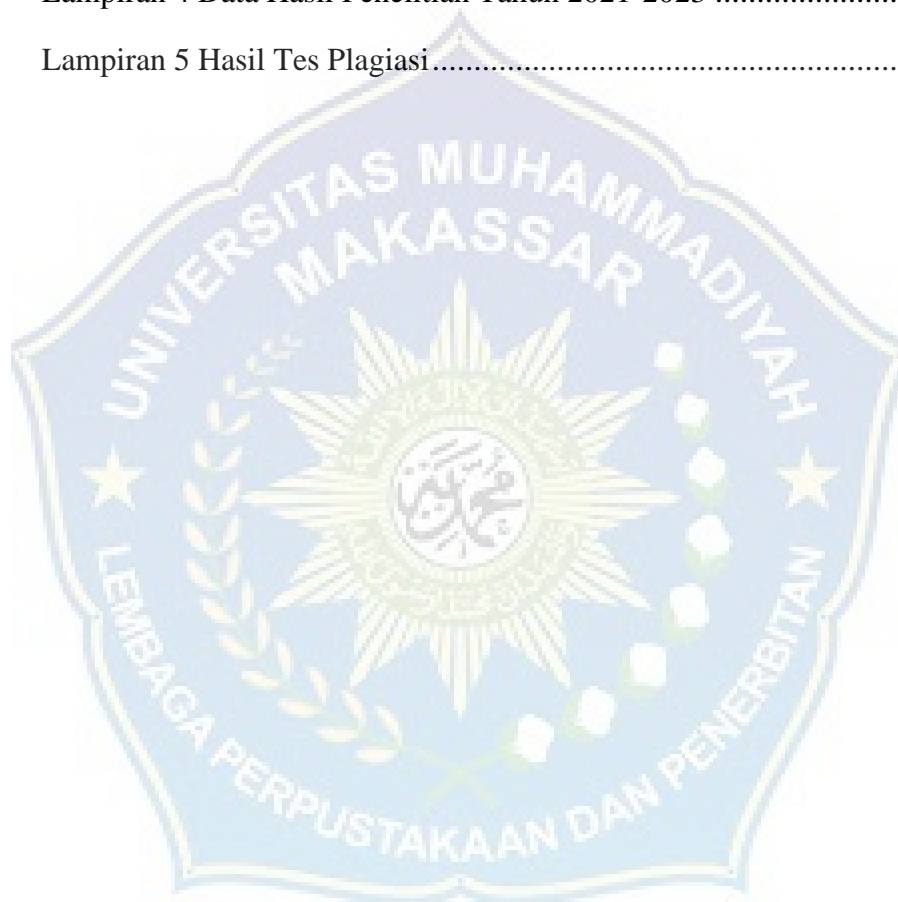 Lampiran 4 Data Hasil Penelitian Tahun 2021-2023 ......................
Lampiran 5 Hasil Tes Plagiasi...............................................
UNIVERSITAS MUHAMMADIYAH
MAKASSAR
LEMBAGA PERPUSTAKAAN DAN PENERBITAN